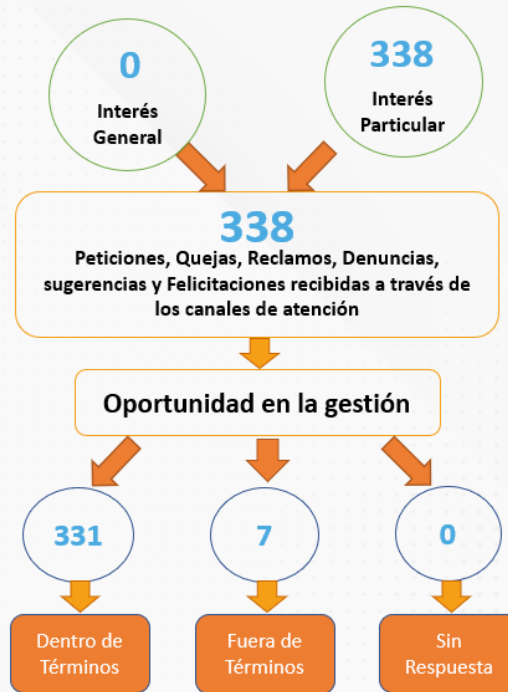 0
Interés
General
338
Interés
Particular
338
Peticiones, Quejas, Reclamos, Denuncias,
sugerencias y Felicitaciones recibidas a través de
los canales de atención
Oportunidad en la gestión
331
7
0
Dentro de
Términos
Fuera de
Términos
Sin
Respuesta